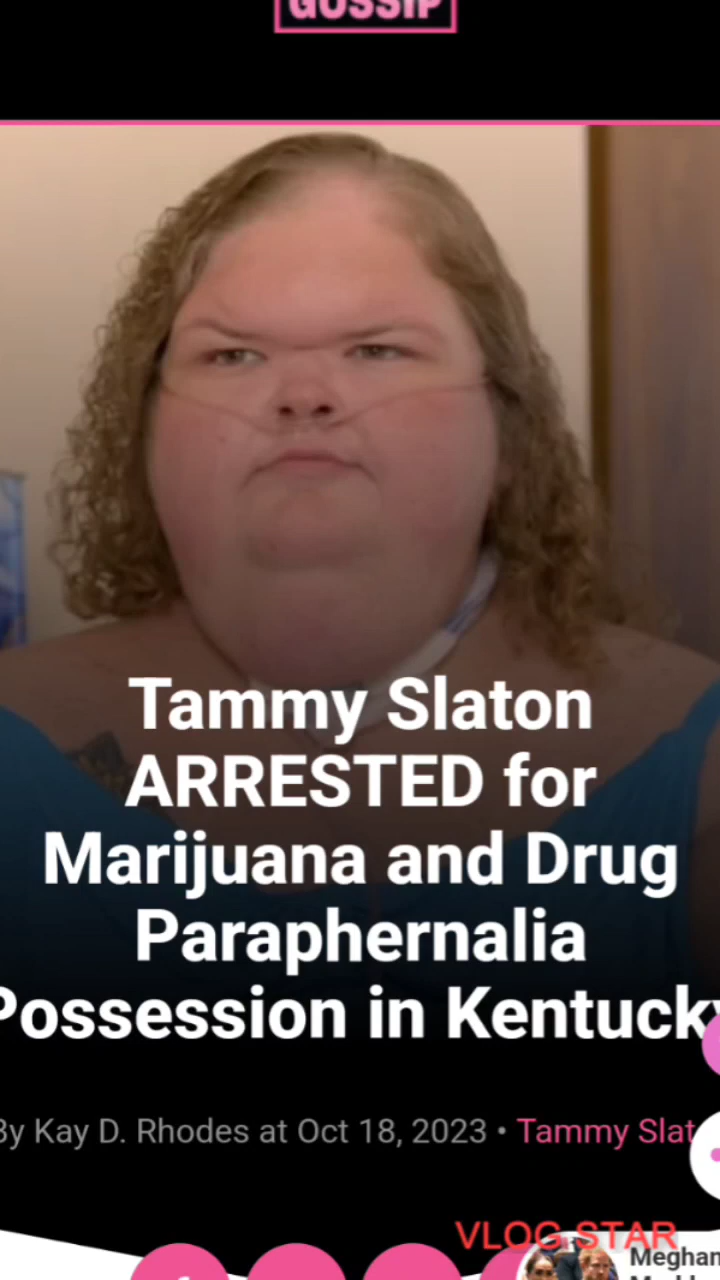 GOSSIP
Tammy Slaton
ARRESTED for
Marijuana and Drug
Paraphernalia
Possession in Kentucky
By Kay D. Rhodes at Oct 18, 2023 • Tammy Slat
VLOG STAR
Meghan